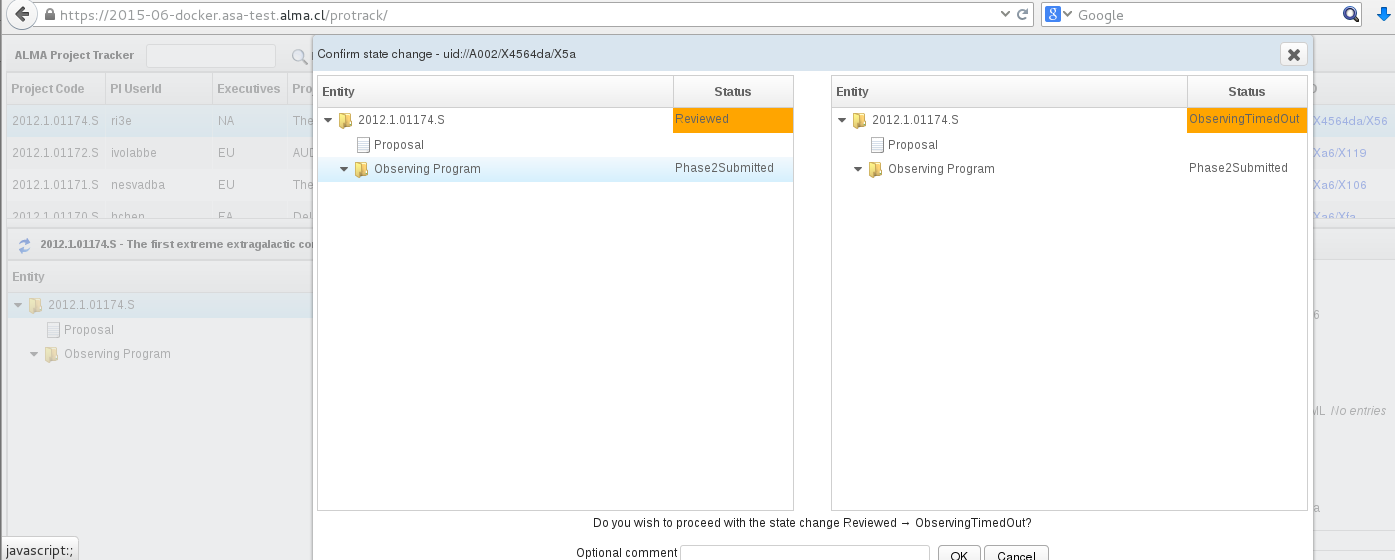 https://2015-06-docker.asa-test.alma.cl/protrack/
Google
ALMA Project Tracker
Confirm state change - uid://A002/X4564da/X5a
Project Code PI UserId Executives
Entity Status Entity Status
2012.1.01174.S ri3e NA The
2012.1.01174.S Reviewed
2012.1.01174.S ObservingTimedOut
X4564da/X56
Proposal Proposal
2012.1.01172.S ivolabbe EU
Xa6/X119
Observing Program Phase2Submitted
Observing Program Phase2Submitted
2012.1.01171.S nesvadba EU The
Xa6/X106
2012.1.01170.S hchen EA
Xa6/Xfa
2012.1.01174.S - The first extreme extragalactic co
Entity
2012.1.01174.S
Proposal
Observing Program
ML No entries
Do you wish to proceed with the state change Reviewed → ObservingTimedOut?
javascript:;
Optional comment OK Cancel